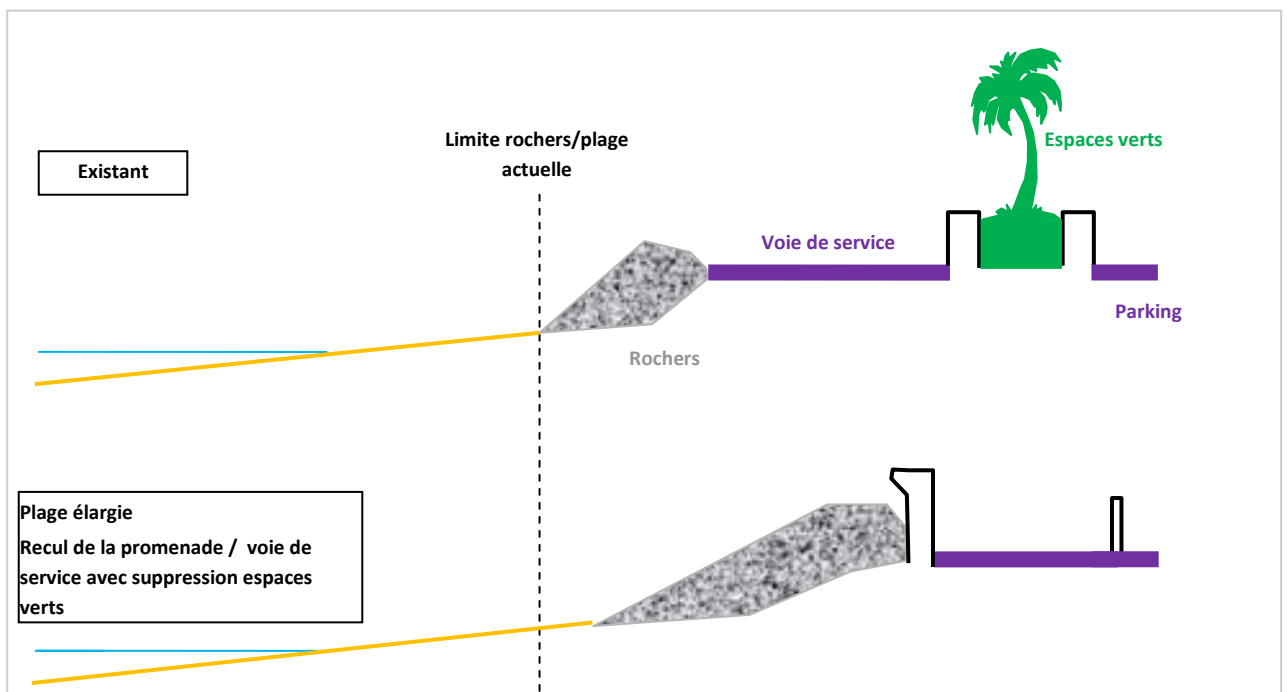 Existant
Limite rochers/plage
actuelle
Espaces verts
Voie de service
Parking
Rochers
Plage élargie
Recul de la promenade / voie de
service avec suppression espaces
verts